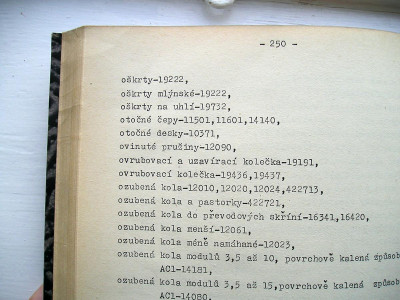 - 250 -
oškrty-19222,
oškrty mlýnské-19222,
oškrty na uhlí-19732,
otočné čepy-11501,11601,14140,
otočné desky-10371,
ovinuté pružiny-12090,
ovrubovací a uzavírací kolečka-19191,
ovrubovací kolečka-19436,19437,
ozubená kola-12010,12020,12024,422713,
ozubená kola a pastorky-422721,
ozubená kola do převodových skříní-16341,16420,
ozubená kola menší-12061,
ozubená kola méně namáhané-12023,
ozubená kola modulů 3,5 až 10, povrchově kalená způsob
AC1-14181,
ozubená kola modulů 3,5 až 15,povrchově kalená způsob
AC1-14080,